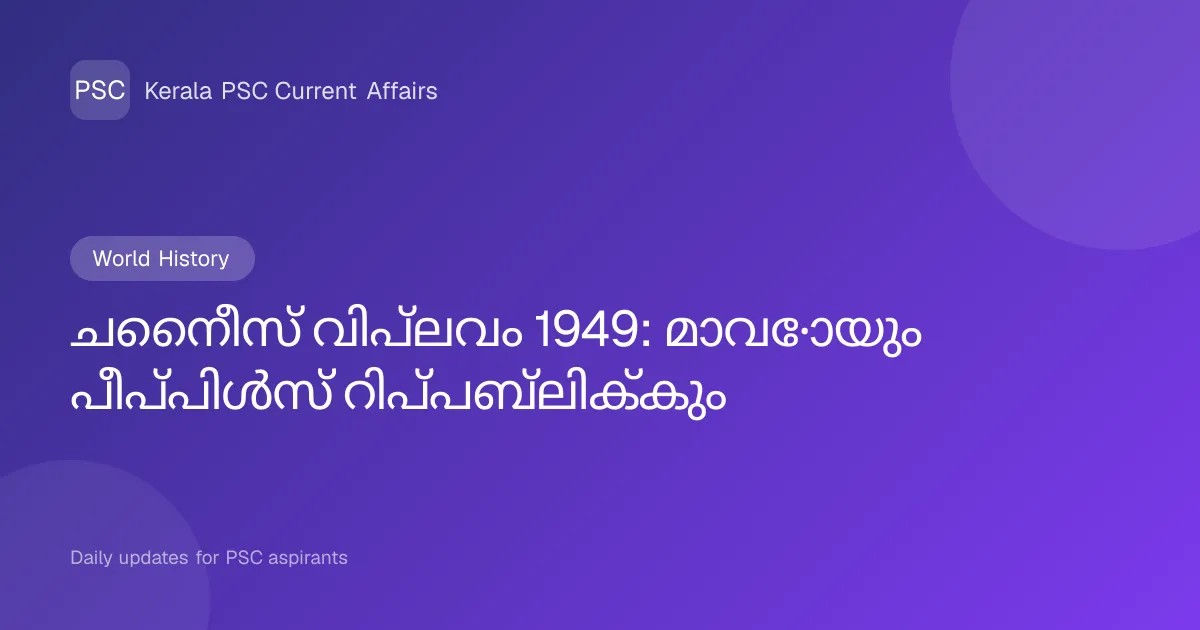 PSC Kerala PSC Current Affairs
World History
ചൈനീസ് വിപ്ലവം 1949: മാവോയും
പീപ്പിൾസ് റിപ്പബ്ലിക്കും
Daily updates for PSC aspirants